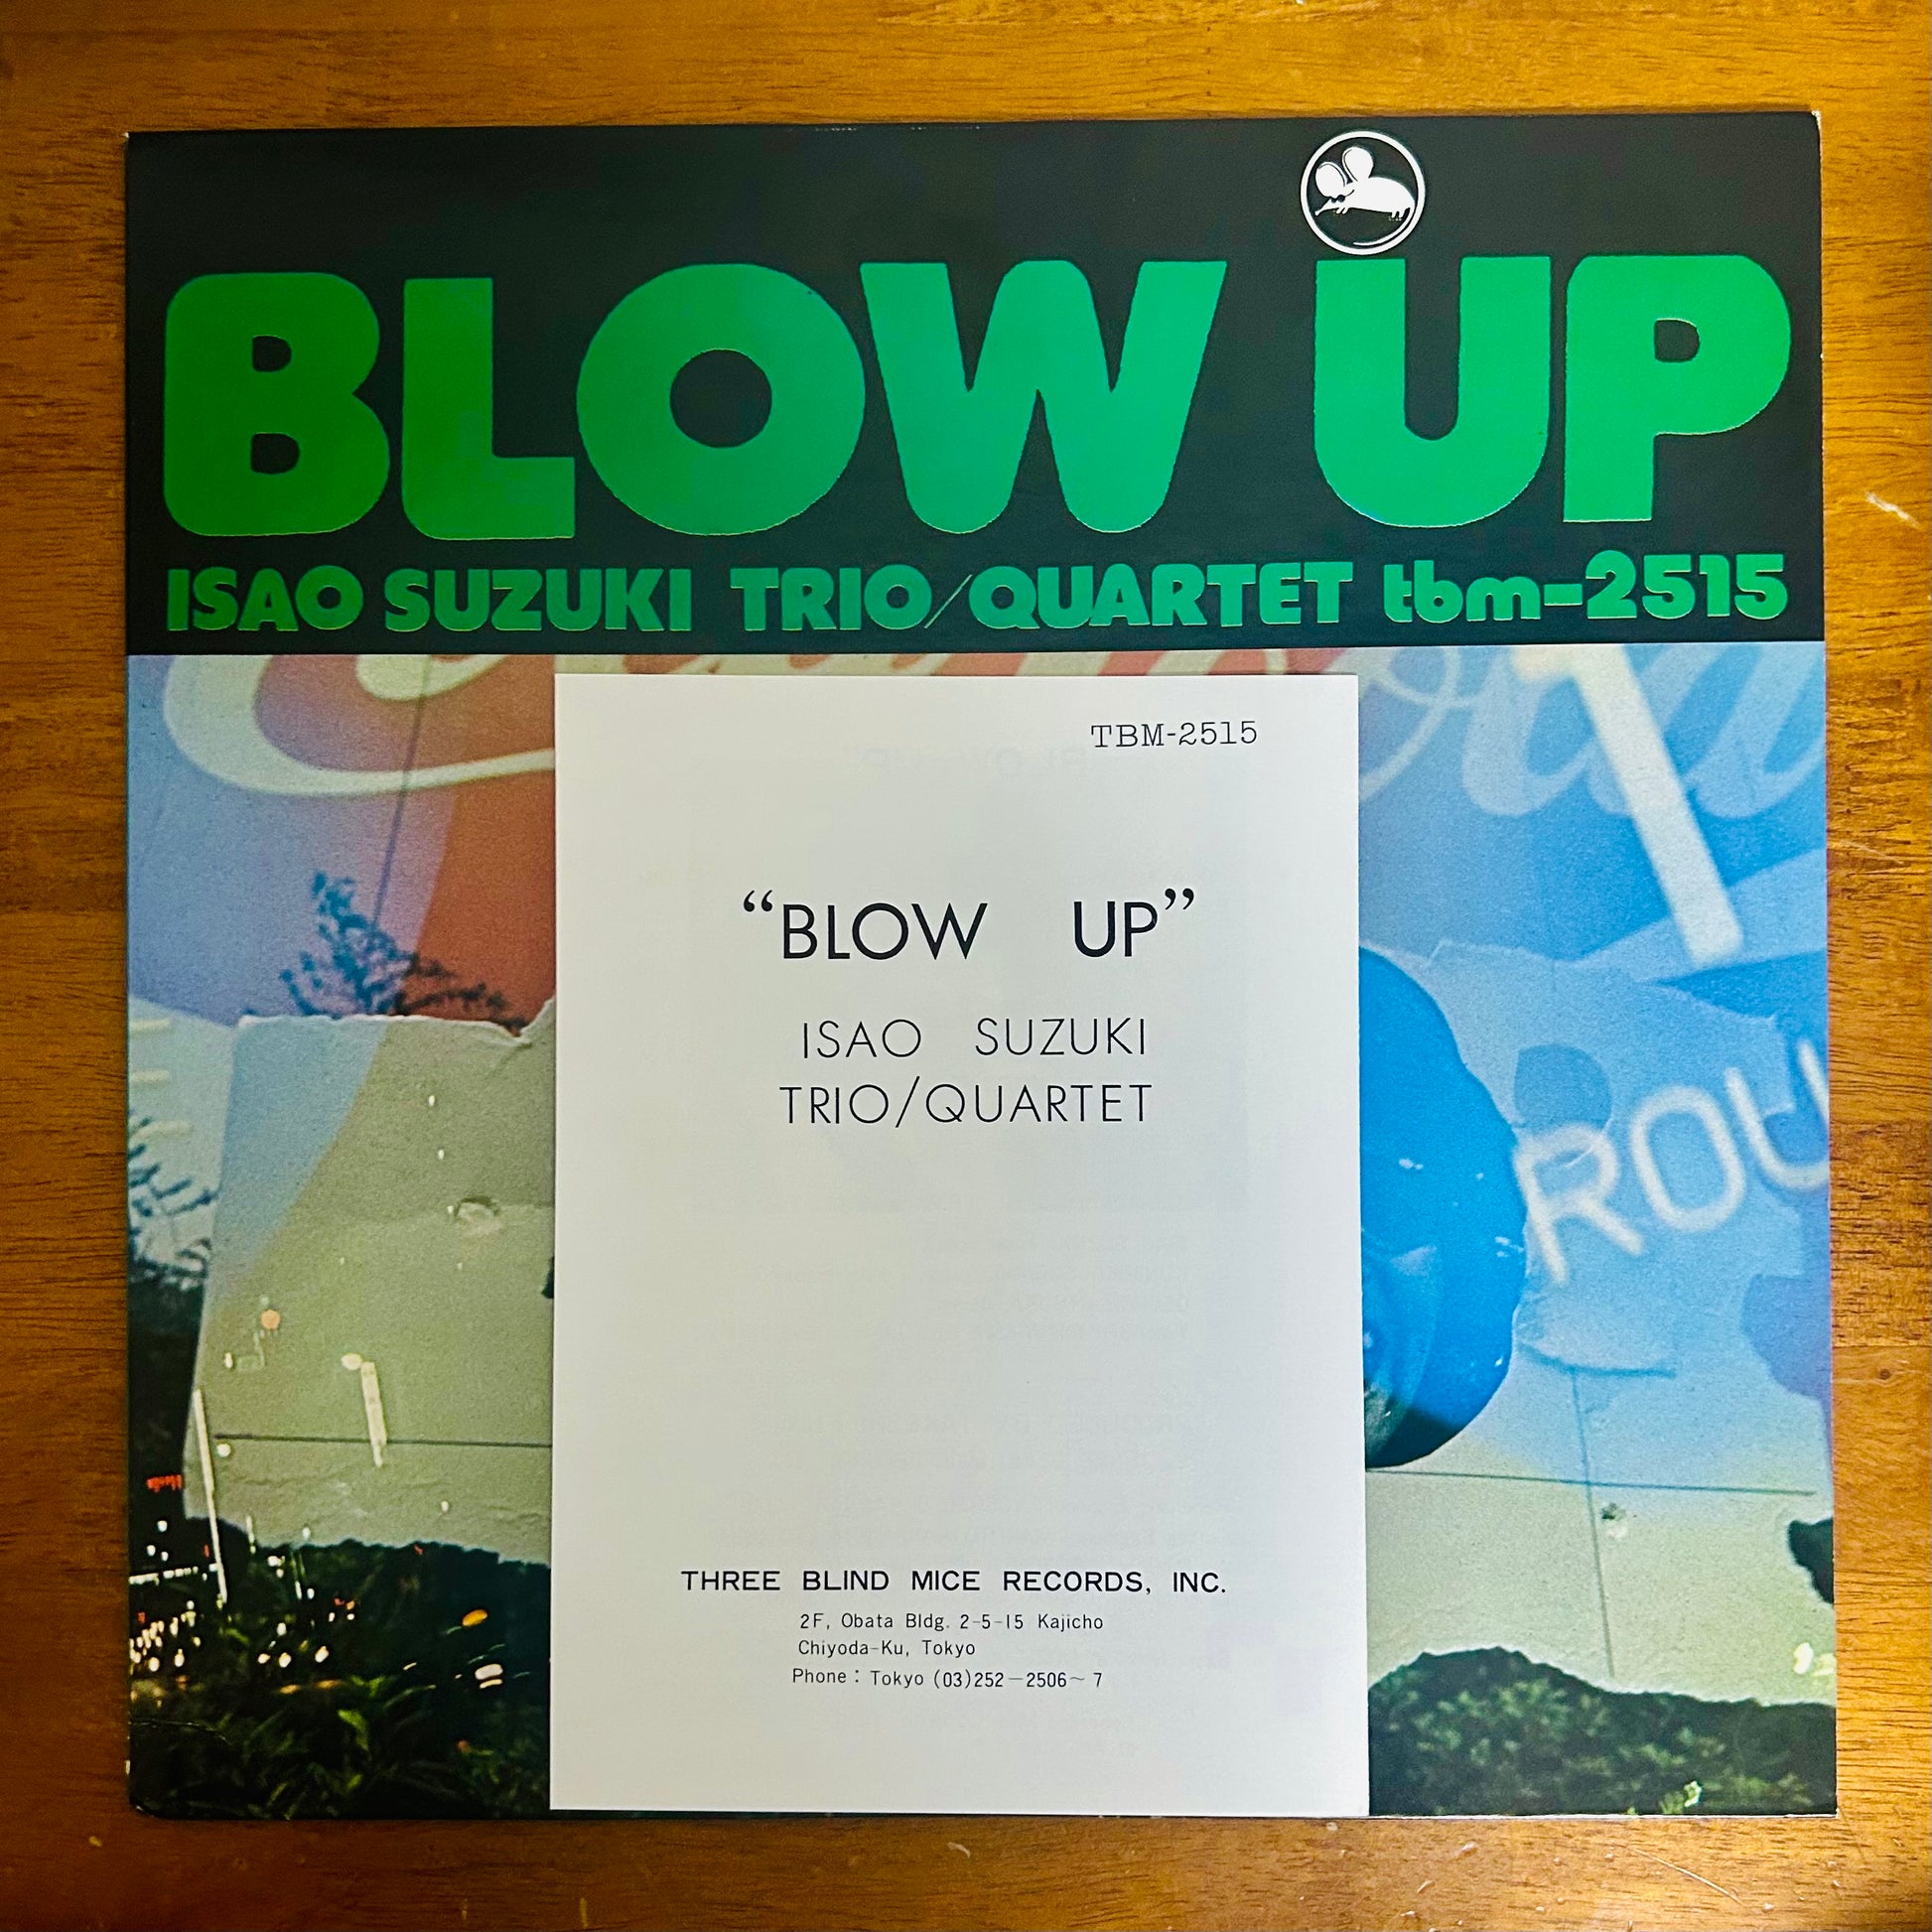 BLOW UP
ISAO SUZUKI TRIO/QUARTET tbm-2515
TBM-2515
“BLOW UP”
ISAO SUZUKI
TRIO/QUARTET
ROU
THREE BLIND MICE RECORDS, INC.
2F, Obata Bldg. 2-5-15 Kajicho
Chiyoda-Ku, Tokyo
Phone : Tokyo (03)252-2506~7